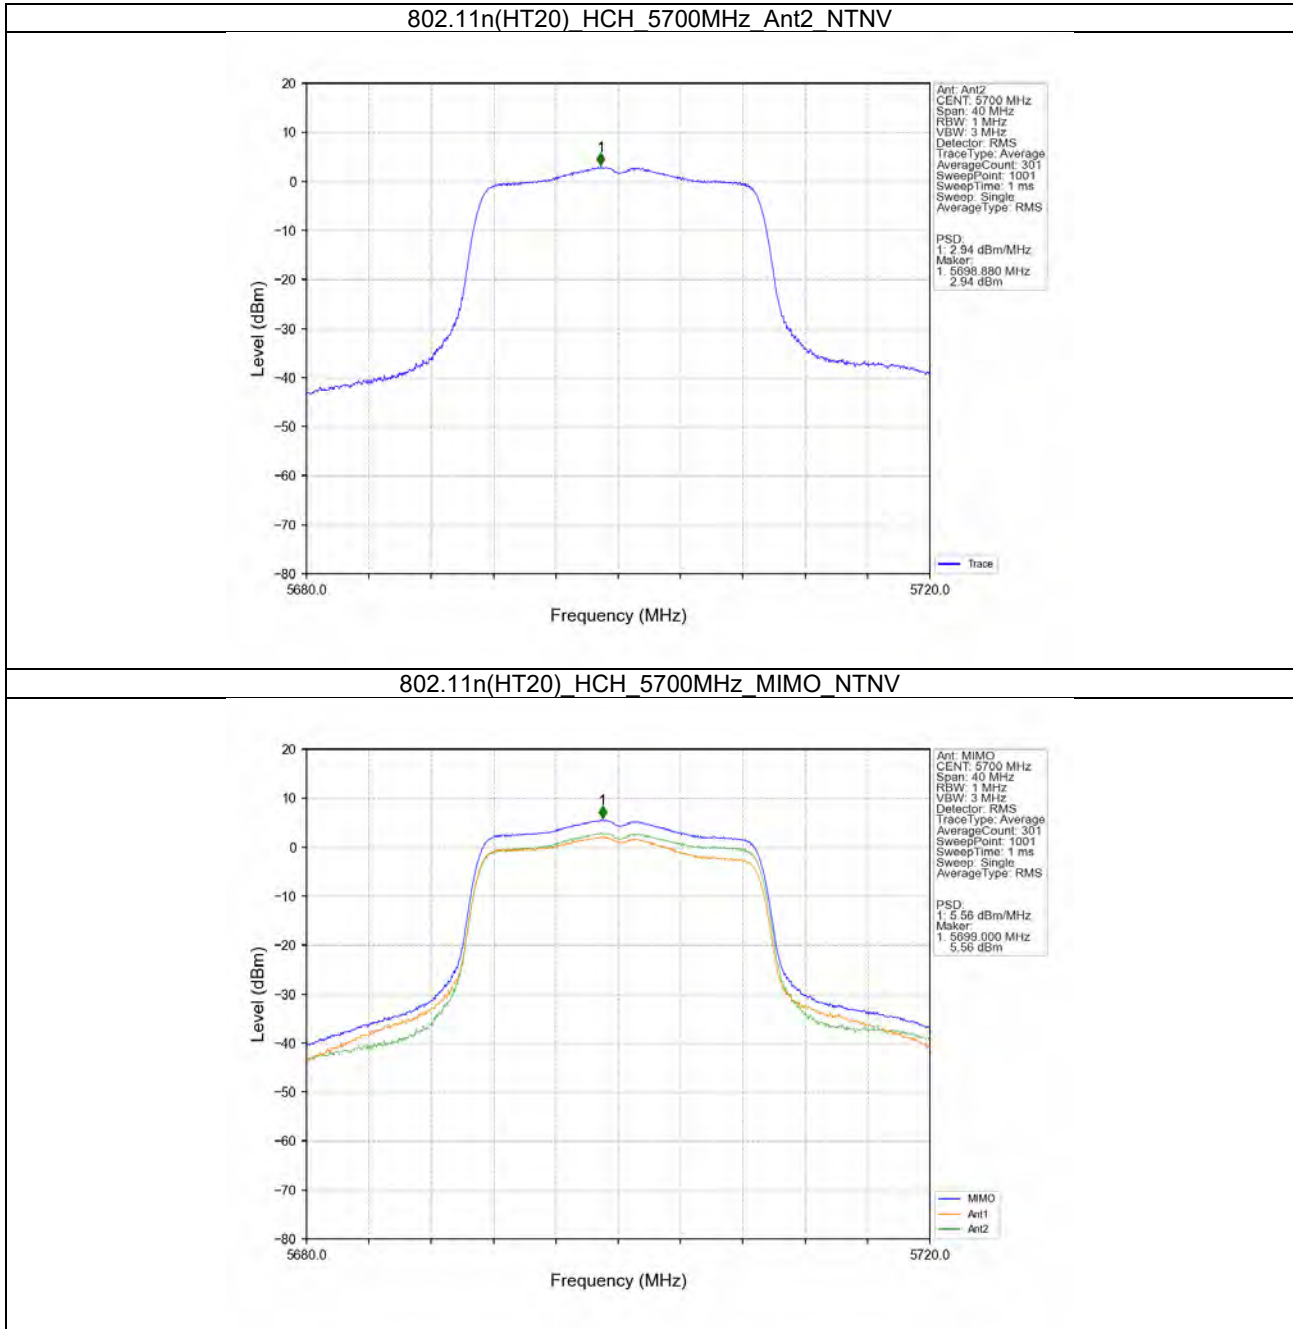 802.11n(HT20)_HCH_5700MHz_Ant2_NTNV
20
10
0
−10
−20
−30
−40
−50
−60
−70
−80
Level (dBm)
1
5680.0
5720.0
Frequency (MHz)
Ant: Ant2
CENT: 5700 MHz
Span: 40 MHz
RBW: 1 MHz
VBW: 3 MHz
Detector: RMS
TraceType: Average
AverageCount: 301
SweepPoint: 1001
SweepTime: 1 ms
Sweep: Single
AverageType: RMS
PSD:
1: 2.94 dBm/MHz
Maker:
1. 5698.880 MHz
2.94 dBm
Trace
802.11n(HT20)_HCH_5700MHz_MIMO_NTNV
20
10
0
−10
−20
−30
−40
−50
−60
−70
−80
Level (dBm)
1
5680.0
5720.0
Frequency (MHz)
Ant: MIMO
CENT: 5700 MHz
Span: 40 MHz
RBW: 1 MHz
VBW: 3 MHz
Detector: RMS
TraceType: Average
AverageCount: 301
SweepPoint: 1001
SweepTime: 1 ms
Sweep: Single
AverageType: RMS
PSD:
1: 5.56 dBm/MHz
Maker:
1. 5699.000 MHz
5.56 dBm
MIMO
Ant1
Ant2